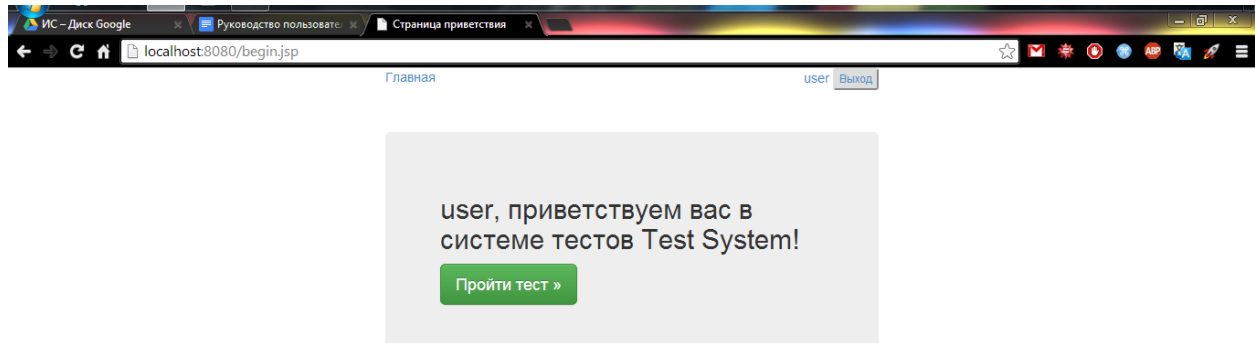 ИС – Диск Google
Руководство пользовате
Страница приветствия
localhost:8080/begin.jsp
ABP
Главная
user Выход
user, приветствуем вас в
системе тестов Test System!
Пройти тест »